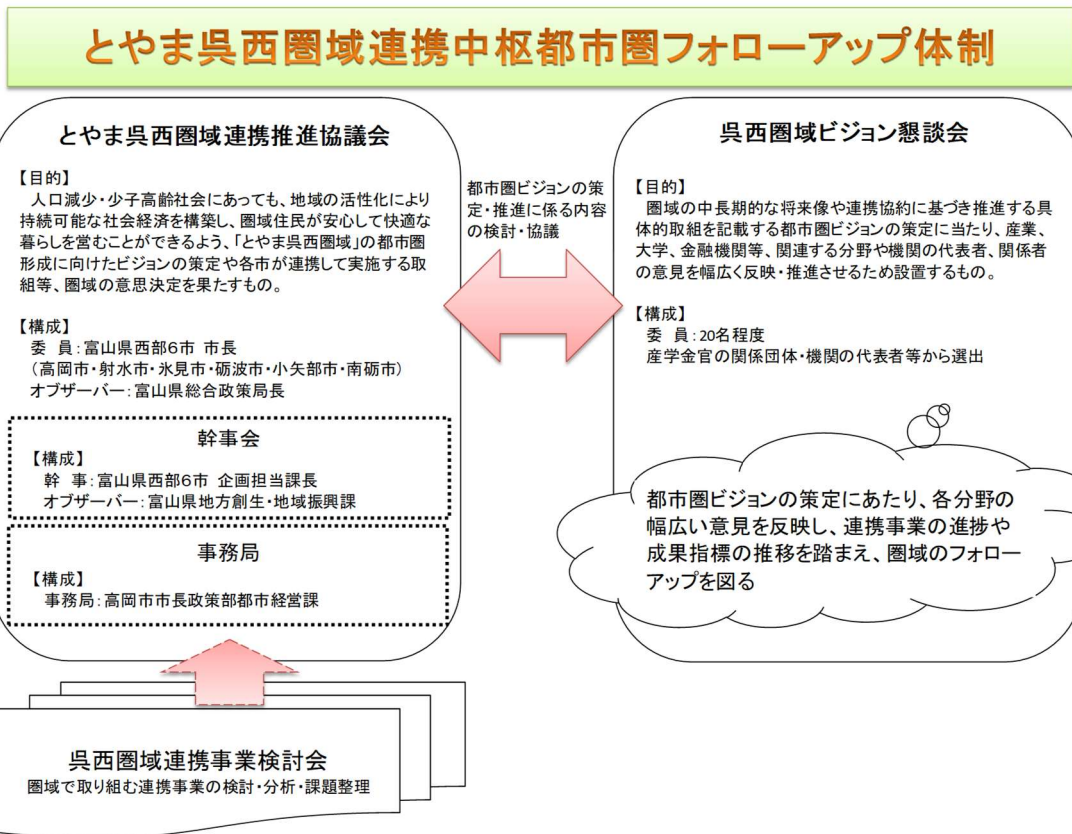 とやま呉西圏域連携中枢都市圏フォローアップ体制
とやま呉西圏域連携推進協議会
【目的】
人口減少・少子高齢社会にあっても、地域の活性化により
持続可能な社会経済を構築し、圏域住民が安心して快適な
暮らしを営むことができるよう、「とやま呉西圏域」の都市圏
形成に向けたビジョンの策定や各市が連携して実施する取
組等、圏域の意思決定を果たすもの。
【構成】
委 員：富山県西部6市 市長
（高岡市・射水市・氷見市・砺波市・小矢部市・南砺市）
オブザーバー：富山県総合政策局長
幹事会
【構成】
幹 事：富山県西部6市 企画担当課長
オブザーバー：富山県地方創生・地域振興課
事務局
【構成】
事務局：高岡市市長政策部都市経営課
都市圏ビジョンの策
定・推進に係る内容
の検討・協議
呉西圏域ビジョン懇談会
【目的】
圏域の中長期的な将来像や連携協約に基づき推進する具
体的取組を記載する都市圏ビジョンの策定に当たり、産業、
大学、金融機関等、関連する分野や機関の代表者、関係者
の意見を幅広く反映・推進させるため設置するもの。
【構成】
委 員：20名程度
産学金官の関係団体・機関の代表者等から選出
都市圏ビジョンの策定にあたり、各分野の
幅広い意見を反映し、連携事業の進捗や
成果指標の推移を踏まえ、圏域のフォロー
アップを図る
呉西圏域連携事業検討会
圏域で取り組む連携事業の検討・分析・課題整理